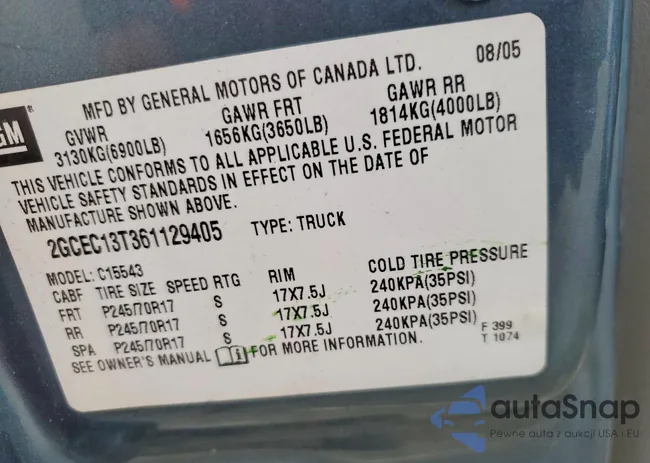 GM
®
MFD BY GENERAL MOTORS OF CANADA LTD.
08/05
GVWR GAWR FRT GAWR RR
3130KG(6900LB) 1656KG(3650LB) 1814KG(4000LB)
THIS VEHICLE CONFORMS TO ALL APPLICABLE U.S. FEDERAL MOTOR
VEHICLE SAFETY STANDARDS IN EFFECT ON THE DATE OF
MANUFACTURE SHOWN ABOVE.
2GCEC13T361129405 TYPE: TRUCK
MODEL: C15543
CABF TIRE SIZE SPEED RTG RIM COLD TIRE PRESSURE
FRT P245/70R17 S 17X7.5J 240KPA(35PSI)
RR P245/70R17 S 17X7.5J 240KPA(35PSI)
SPA P245/70R17 S 17X7.5J 240KPA(35PSI)
SEE OWNER'S MANUAL FOR MORE INFORMATION.
F 399
T 1074
autaSnap
Pewne auta z aukcji USA i EU